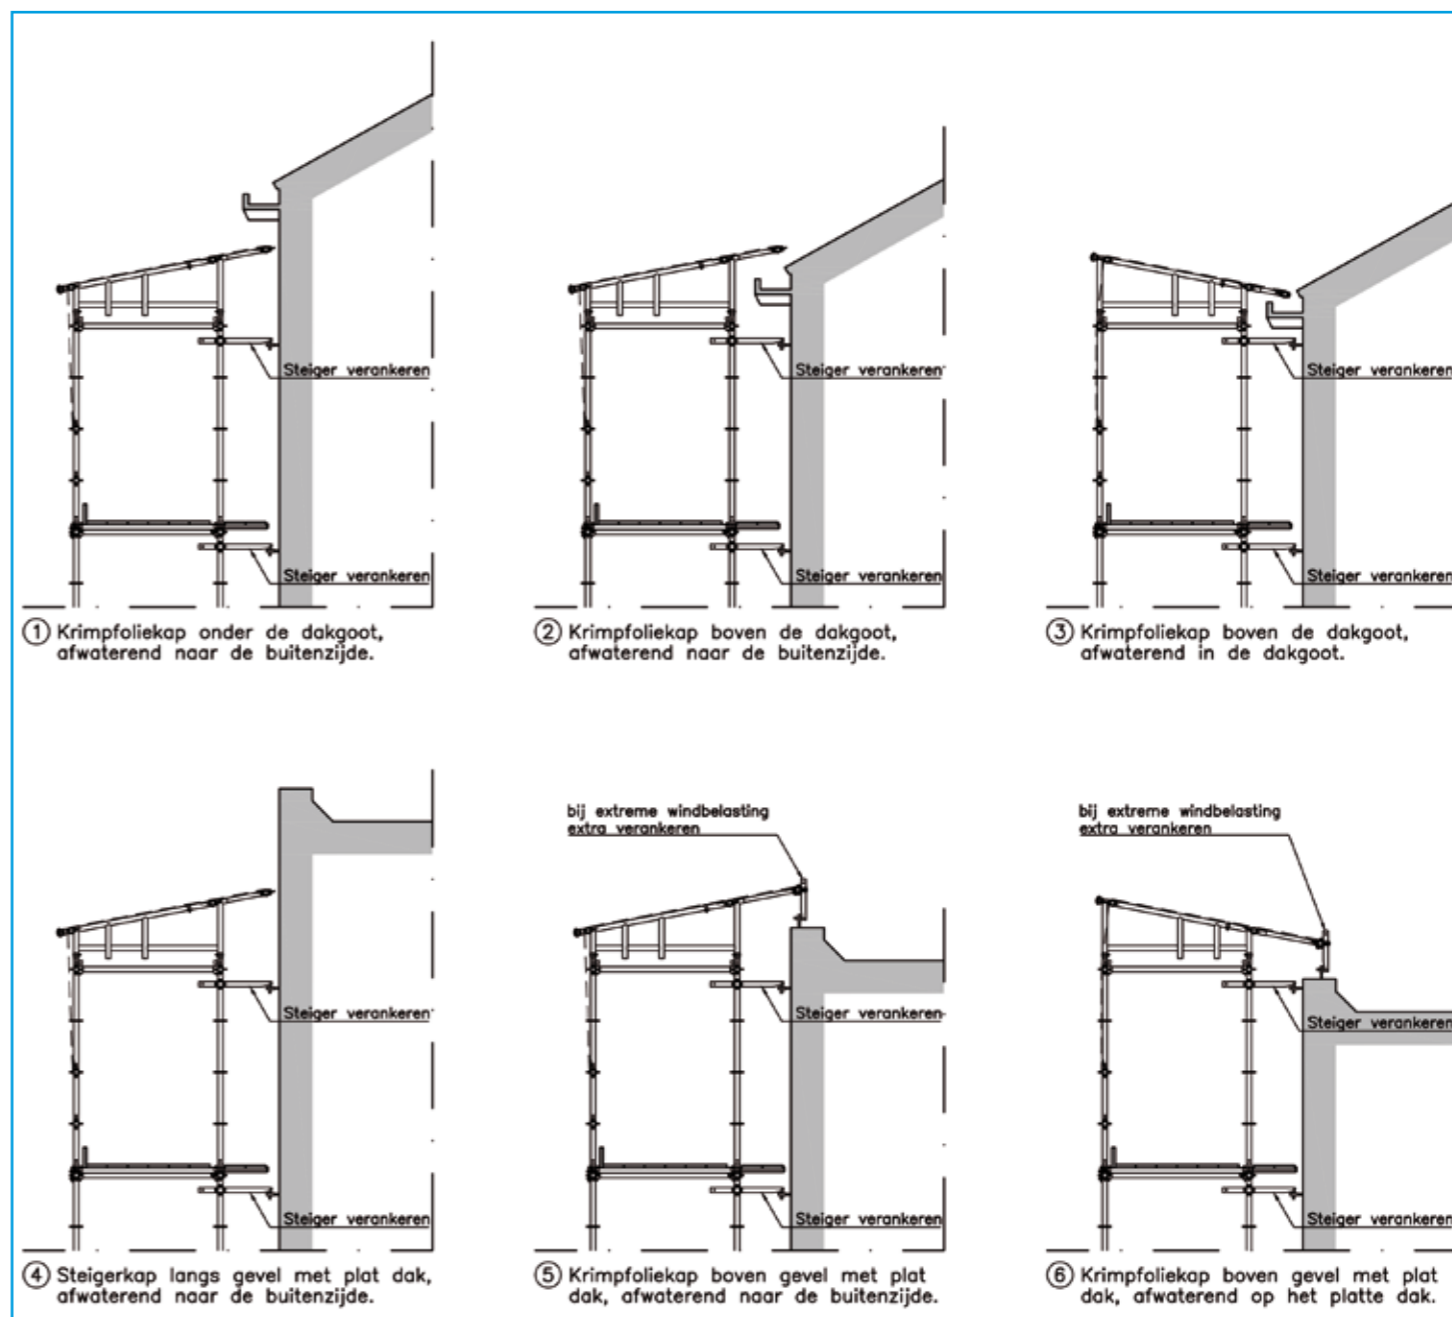 Steiger verankeren
Steiger verankeren
① Krimpfoliekap onder de dakgoot,
afwaterend naar de buitenzijde.
Steiger verankeren
Steiger verankeren
② Krimpfoliekap boven de dakgoot,
afwaterend naar de buitenzijde.
Steiger verankeren
Steiger verankeren
③ Krimpfoliekap boven de dakgoot,
afwaterend in de dakgoot.
Steiger verankeren
Steiger verankeren
④ Steigerkap langs gevel met plat dak,
afwaterend naar de buitenzijde.
bij extreme windbelasting
extra verankeren
Steiger verankeren
Steiger verankeren
⑤ Krimpfoliekap boven gevel met plat
dak, afwaterend naar de buitenzijde.
bij extreme windbelasting
extra verankeren
Steiger verankeren
Steiger verankeren
⑥ Krimpfoliekap boven gevel met plat
dak, afwaterend op het platte dak.